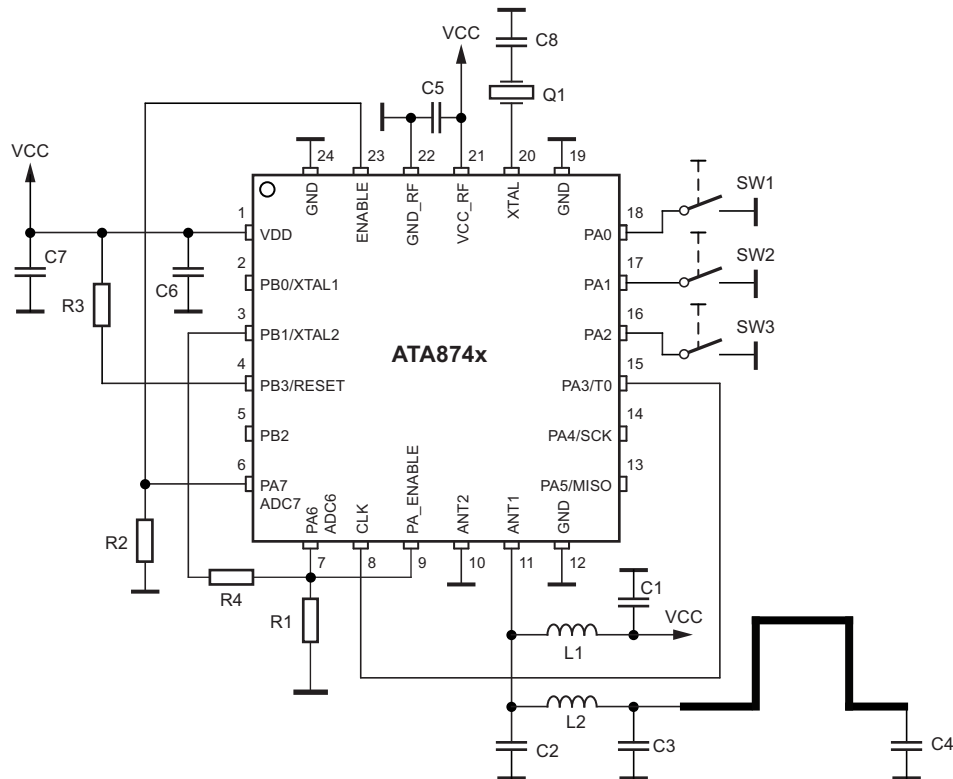 VCC
C8
C5
Q1
VCC
24
23
22
21
20
19
GND
ENABLE
GND_RF
VCC_RF
XTAL
GND
1
VDD
18
PA0
SW1
C7
C6
R3
2
PB0/XTAL1
17
PA1
SW2
3
PB1/XTAL2
16
PA2
SW3
ATA874x
4
PB3/RESET
15
PA3/T0
5
PB2
14
PA4/SCK
6
PA7
ADC7
13
PA5/MISO
PA6
ADC6
CLK
PA_ENABLE
ANT2
ANT1
GND
R2
7
8
9
10
11
12
R4
R1
C1
VCC
L1
L2
C2
C3
C4